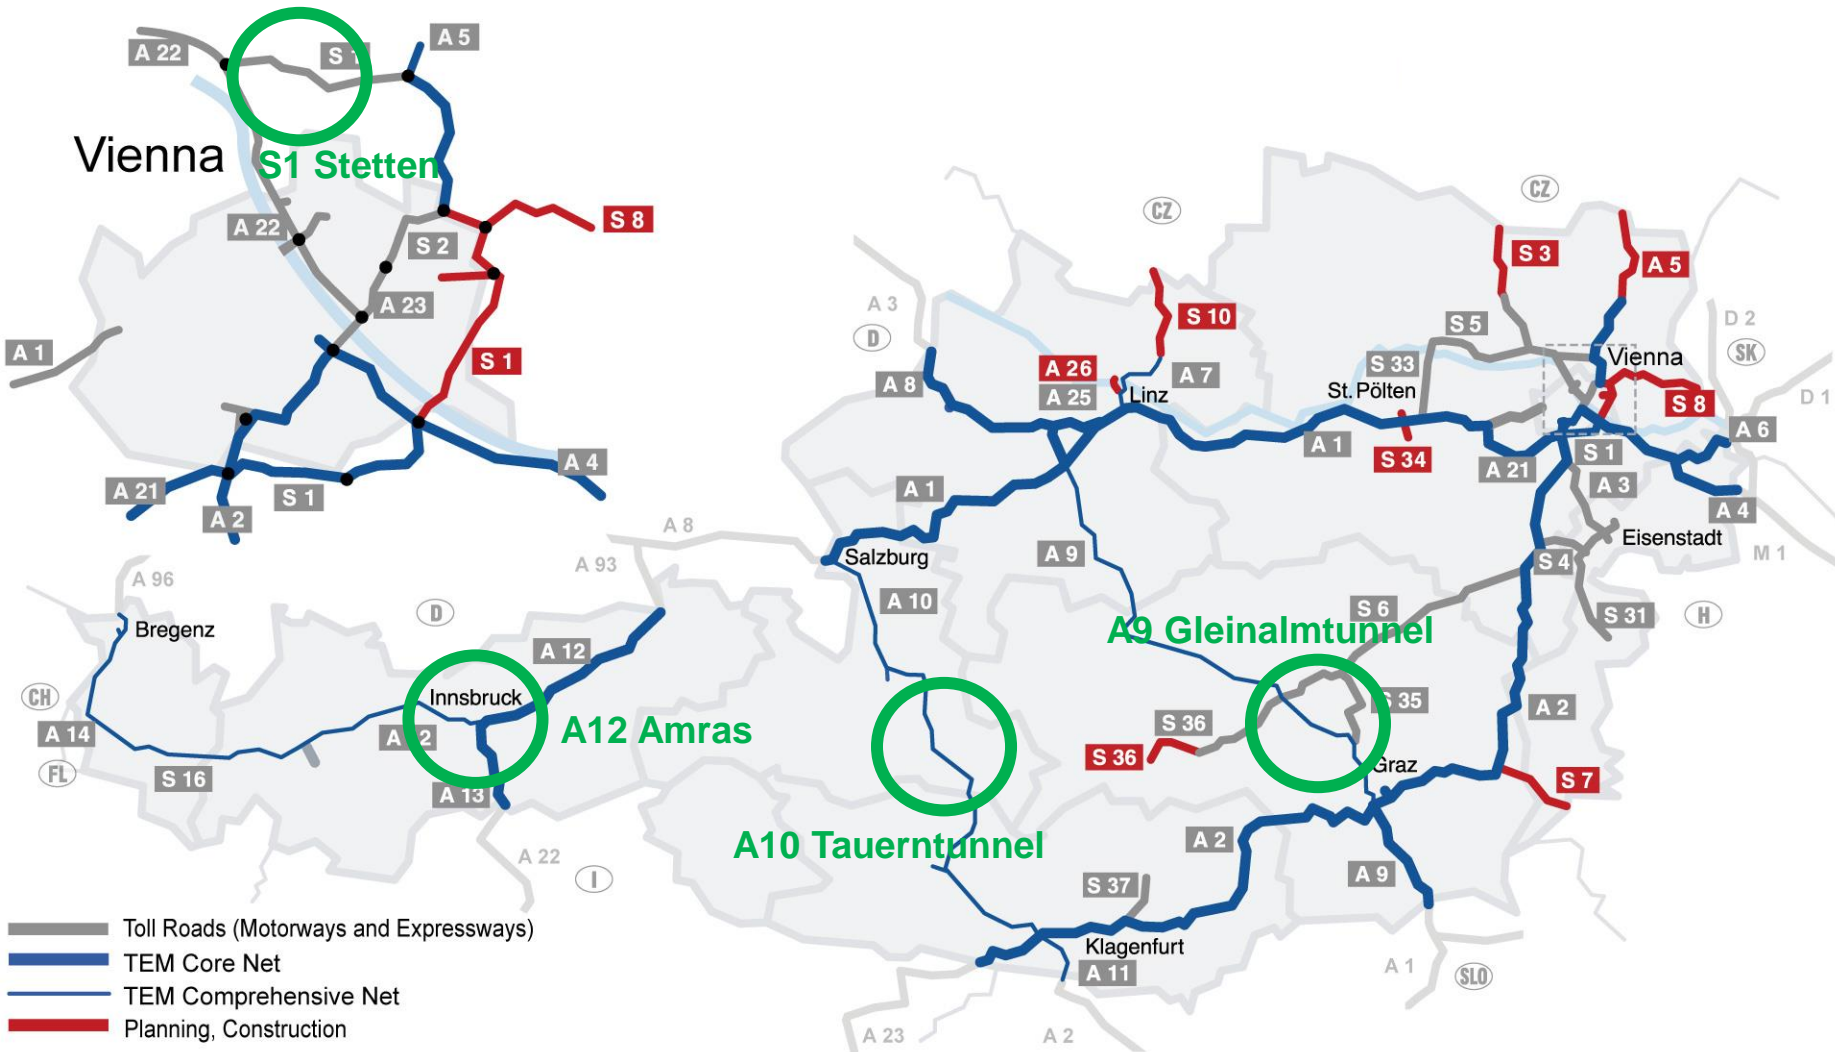 A 22
S 1
A 5
Vienna
S1 Stetten
A 22
S 2
S 8
A 23
A 1
S 1
A 21
S 1
A 4
A 2
CZ
CZ
S 3
A 5
A 3
S 10
S 5
D 2
D
A 26
A 7
S 33
Vienna
SK
A 8
A 25
Linz
St. Pölten
S 8
D 1
A 1
S 34
A 21
S 1
A 6
A 1
A 3
A 4
A 8
Salzburg
A 9
Eisenstadt
M 1
A 93
S 4
A 96
A 10
S 6
D
S 31
H
Bregenz
A9 Gleinalmtunnel
A 12
CH
Innsbruck
S 35
A 2
A 14
A 12
A12 Amras
S 36
S 36
FL
S 16
A 13
Graz
S 7
A10 Tauerntunnel
A 2
A 22
I
S 37
A 9
Toll Roads (Motorways and Expressways)
Klagenfurt
TEM Core Net
A 11
A 1
SLO
TEM Comprehensive Net
Planning, Construction
A 23
A 2